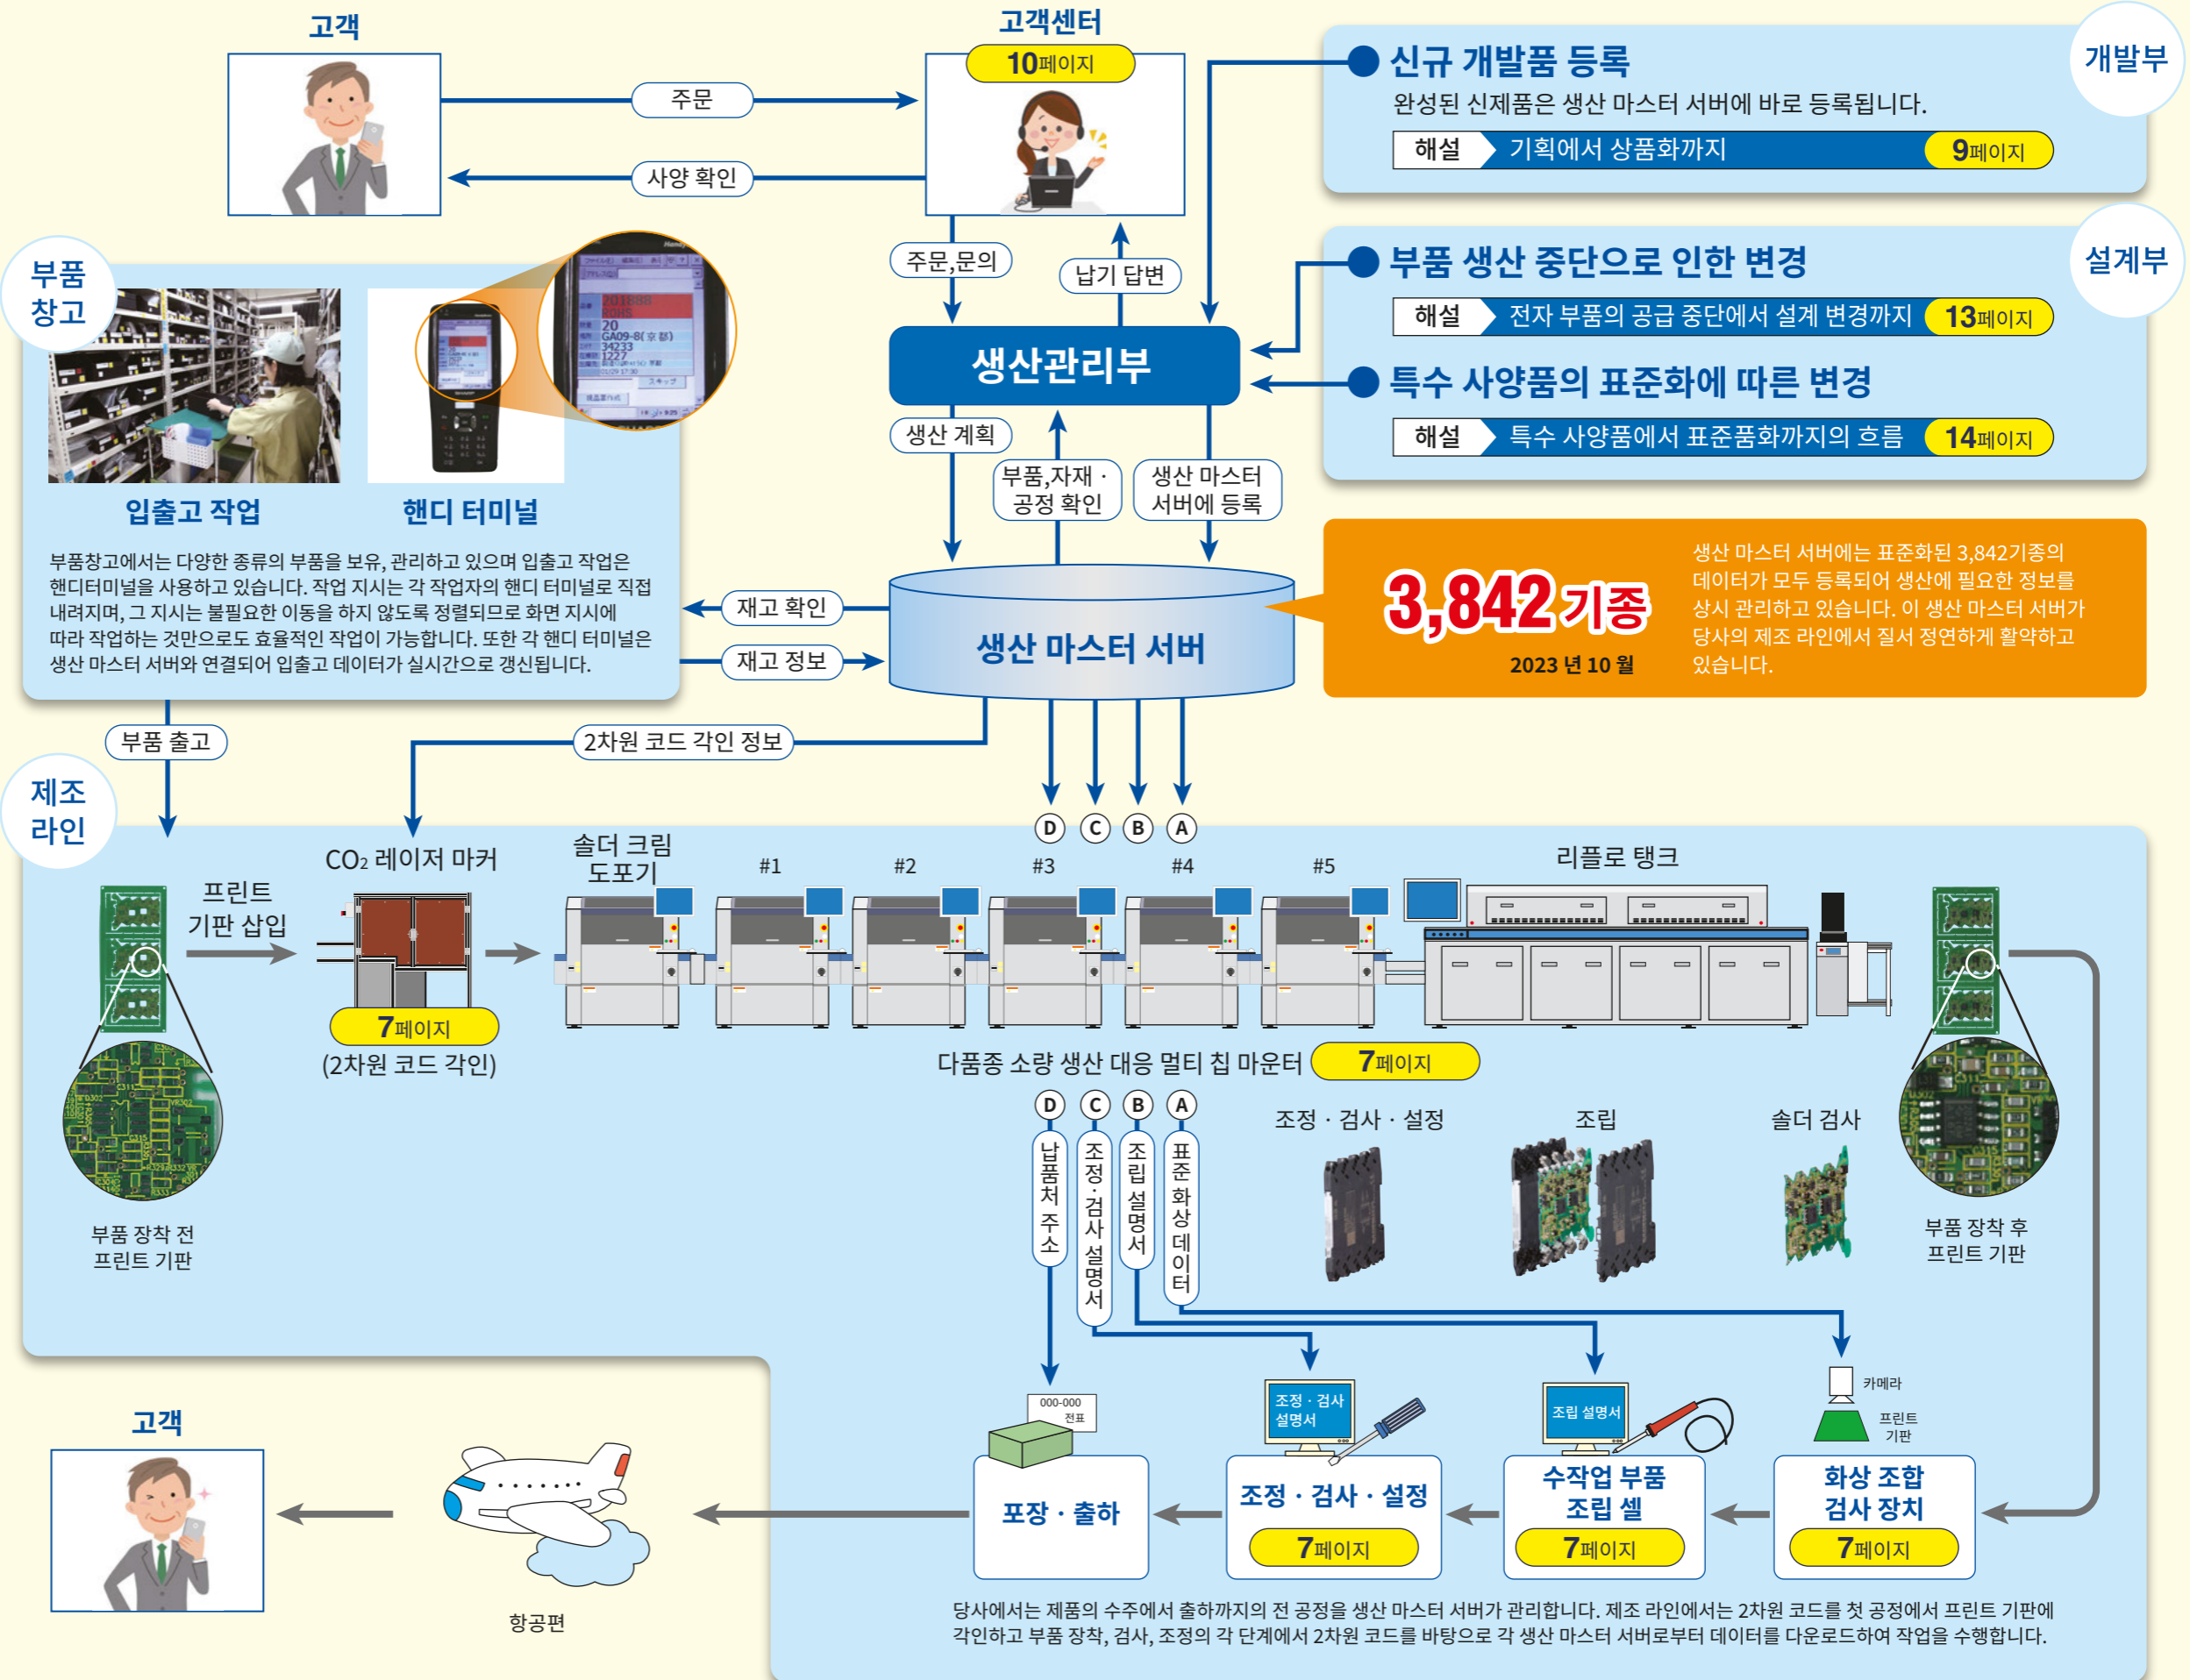 고객
고객센터
10페이지
주문
사양 확인
개발부
신규 개발품 등록
완성된 신제품은 생산 마스터 서버에 바로 등록됩니다.
해설
기획에서 상품화까지
9페이지
설계부
부품 생산 중단으로 인한 변경
해설
전자 부품의 공급 중단에서 설계 변경까지
13페이지
특수 사양품의 표준화에 따른 변경
해설
특수 사양품에서 표준품화까지의 흐름
14페이지
주문,문의
납기 답변
생산관리부
생산 계획
부품,자재 ·
공정 확인
생산 마스터
서버에 등록
부품
창고
201888
ROHS
20
GA09-8(京都)
34233
1227
01/29 17:30
スキップ
입출고 작업
핸디 터미널
부품창고에서는 다양한 종류의 부품을 보유, 관리하고 있으며 입출고 작업은
핸디터미널을 사용하고 있습니다. 작업 지시는 각 작업자의 핸디 터미널로 직접
내려지며, 그 지시는 불필요한 이동을 하지 않도록 정렬되므로 화면 지시에
따라 작업하는 것만으로도 효율적인 작업이 가능합니다. 또한 각 핸디 터미널은
생산 마스터 서버와 연결되어 입출고 데이터가 실시간으로 갱신됩니다.
재고 확인
재고 정보
생산 마스터 서버
3,842 기종
2023 년 10 월
생산 마스터 서버에는 표준화된 3,842기종의
데이터가 모두 등록되어 생산에 필요한 정보를
상시 관리하고 있습니다. 이 생산 마스터 서버가
당사의 제조 라인에서 질서 정연하게 활약하고
있습니다.
부품 출고
2차원 코드 각인 정보
제조
라인
D
C
B
A
프린트
기판 삽입
CO2 레이저 마커
솔더 크림
도포기
#1
#2
#3
#4
#5
리플로 탱크
7페이지
(2차원 코드 각인)
다품종 소량 생산 대응 멀티 칩 마운터
7페이지
부품 장착 전
프린트 기판
D
C
B
A
납품처 주소
조정·검사 설명서
조립 설명서
표준 화상 데이터
조정 · 검사 · 설정
조립
솔더 검사
부품 장착 후
프린트 기판
000-000
전표
조정 · 검사
설명서
조립 설명서
카메라
프린트
기판
포장 · 출하
조정 · 검사 · 설정
7페이지
수작업 부품
조립 셀
7페이지
화상 조합
검사 장치
7페이지
고객
항공편
당사에서는 제품의 수주에서 출하까지의 전 공정을 생산 마스터 서버가 관리합니다. 제조 라인에서는 2차원 코드를 첫 공정에서 프린트 기판에
각인하고 부품 장착, 검사, 조정의 각 단계에서 2차원 코드를 바탕으로 각 생산 마스터 서버로부터 데이터를 다운로드하여 작업을 수행합니다.